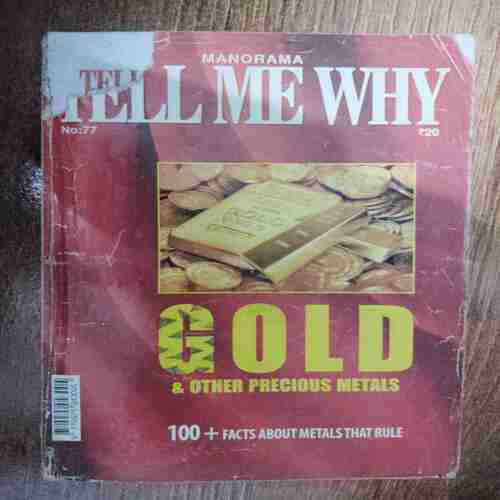 MANORAMA
TELL ME WHY
No:77
₹20
GOLD
& OTHER PRECIOUS METALS
100 + FACTS ABOUT METALS THAT RULE